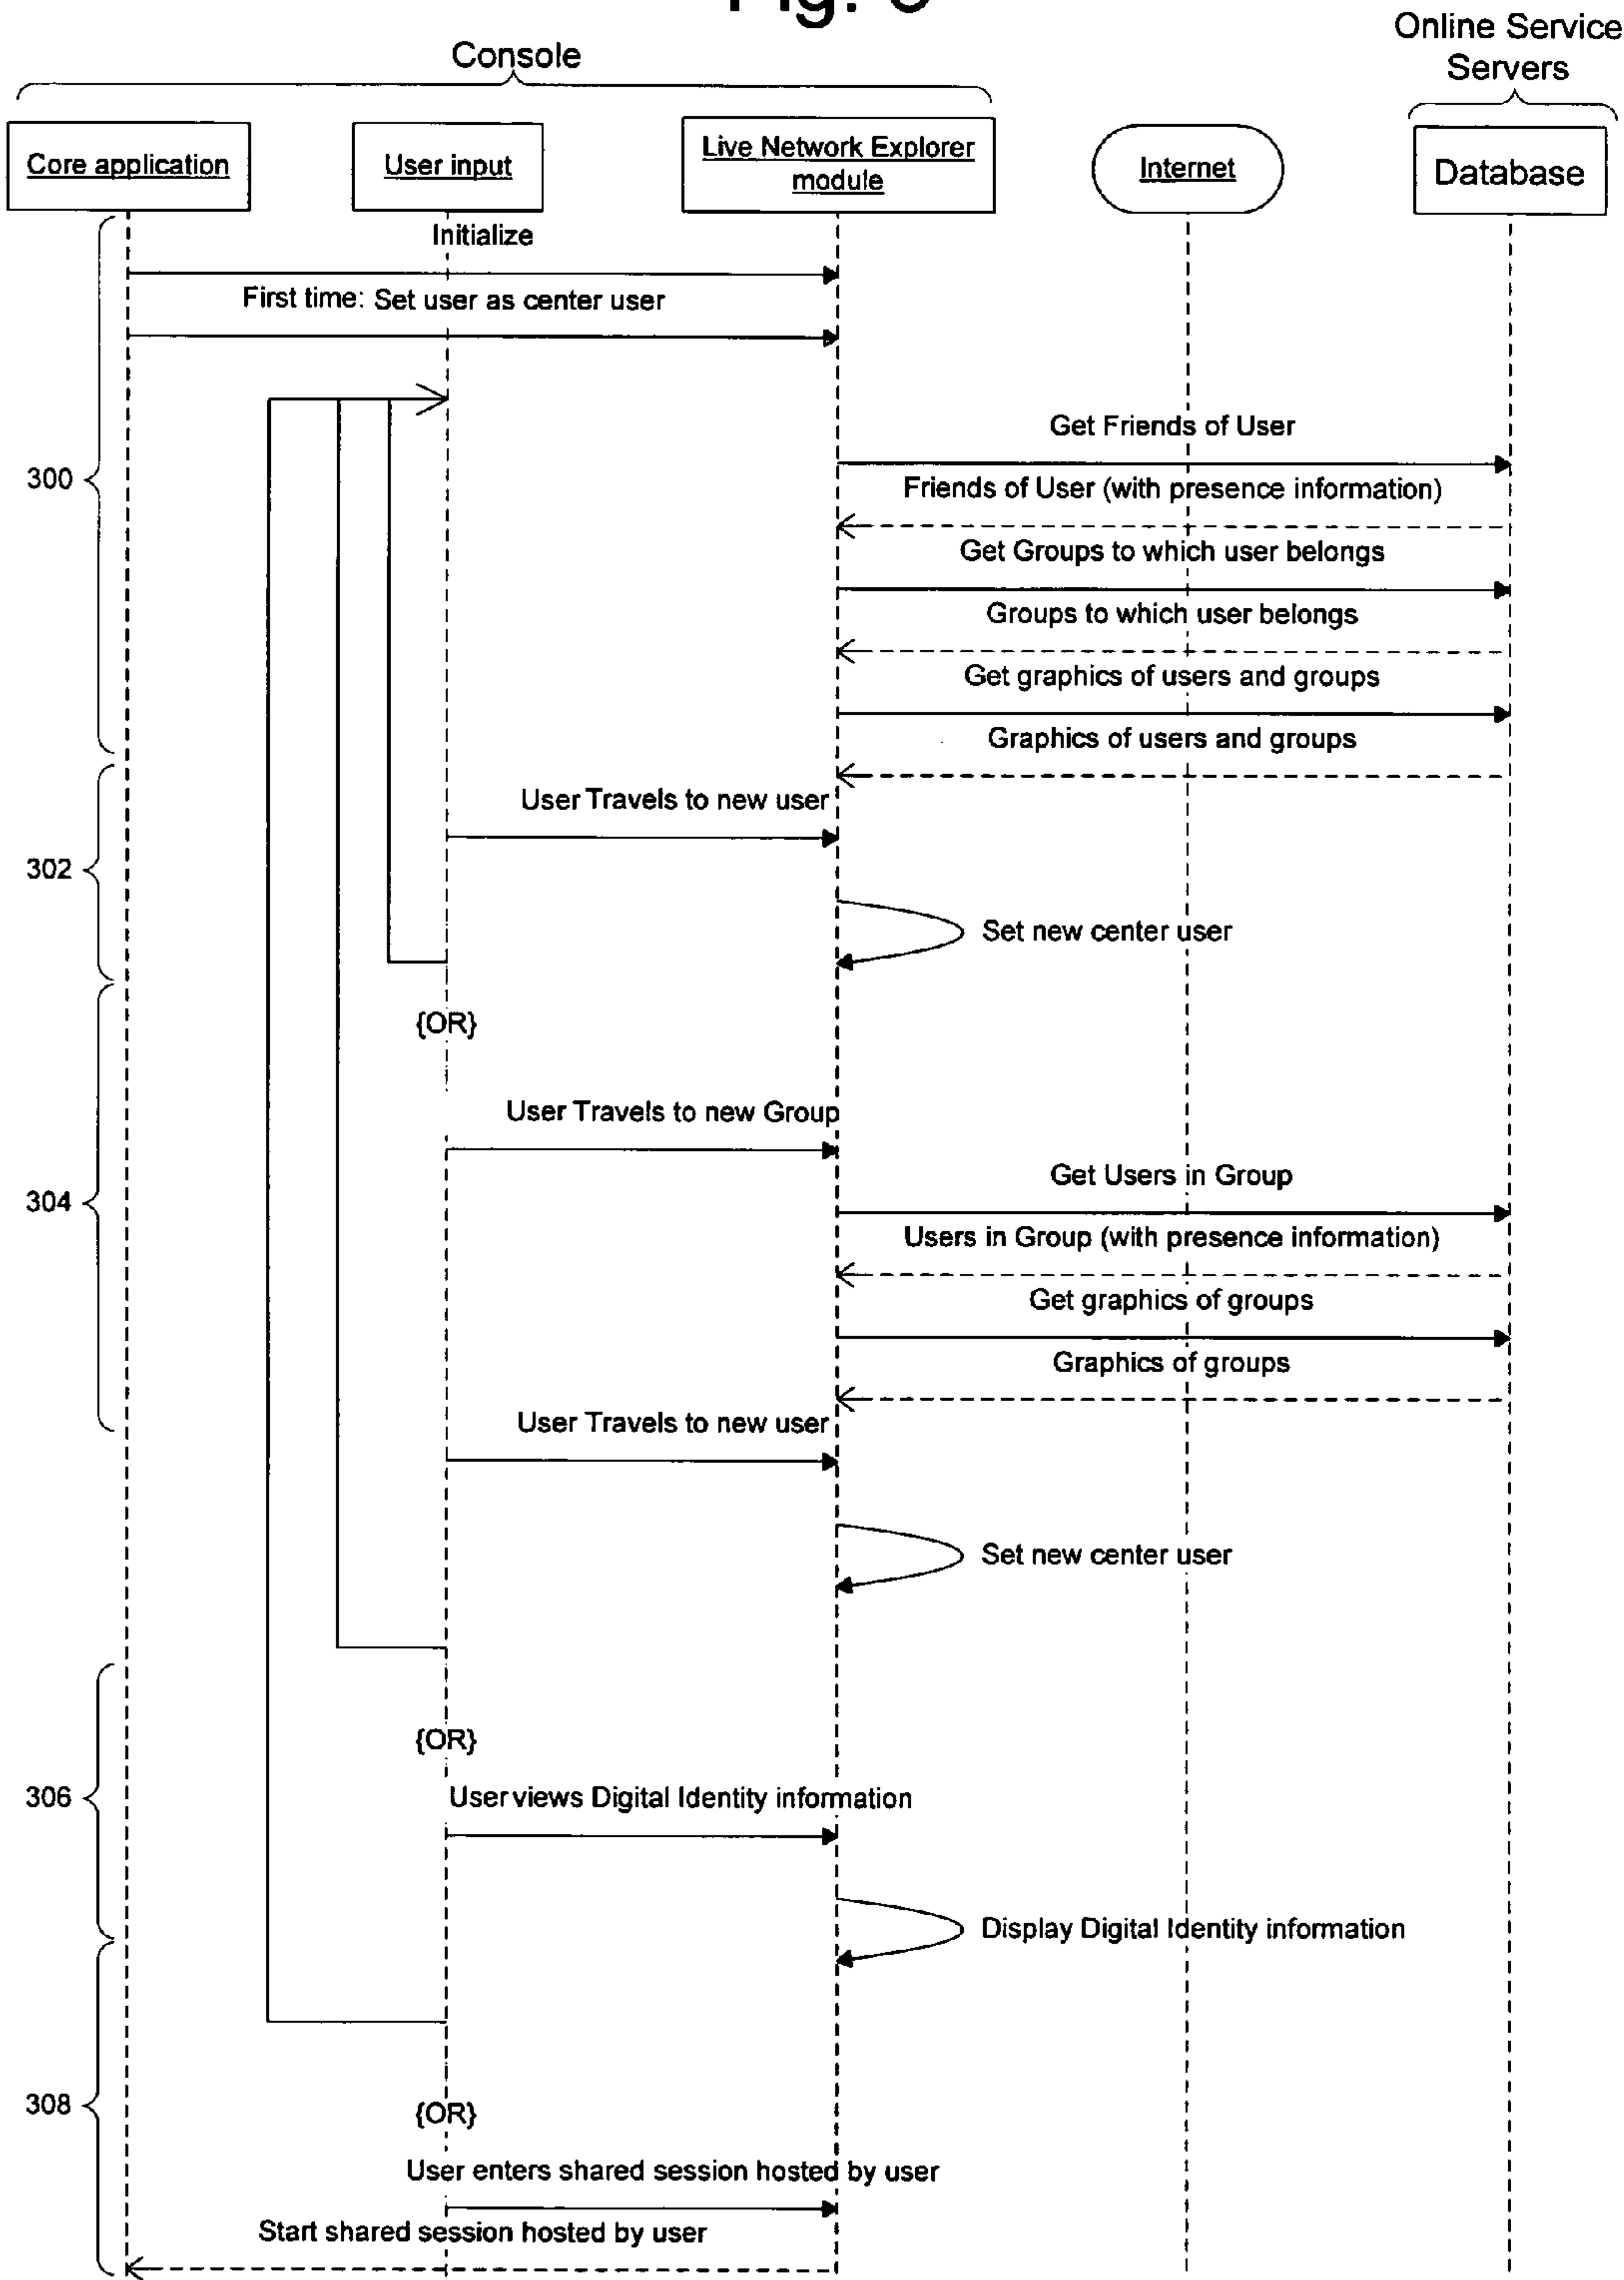 Console
Online Service
Servers
Core application
User input
Live Network Explorer
module
Internet
Database
Initialize
First time: Set user as center user
300
Get Friends of User
Friends of User (with presence information)
Get Groups to which user belongs
Groups to which user belongs
Get graphics of users and groups
Graphics of users and groups
302
User Travels to new user
Set new center user
{OR}
304
User Travels to new Group
Get Users in Group
Users in Group (with presence information)
Get graphics of groups
Graphics of groups
User Travels to new user
Set new center user
306
{OR}
User views Digital Identity information
Display Digital Identity information
308
{OR}
User enters shared session hosted by user
Start shared session hosted by user